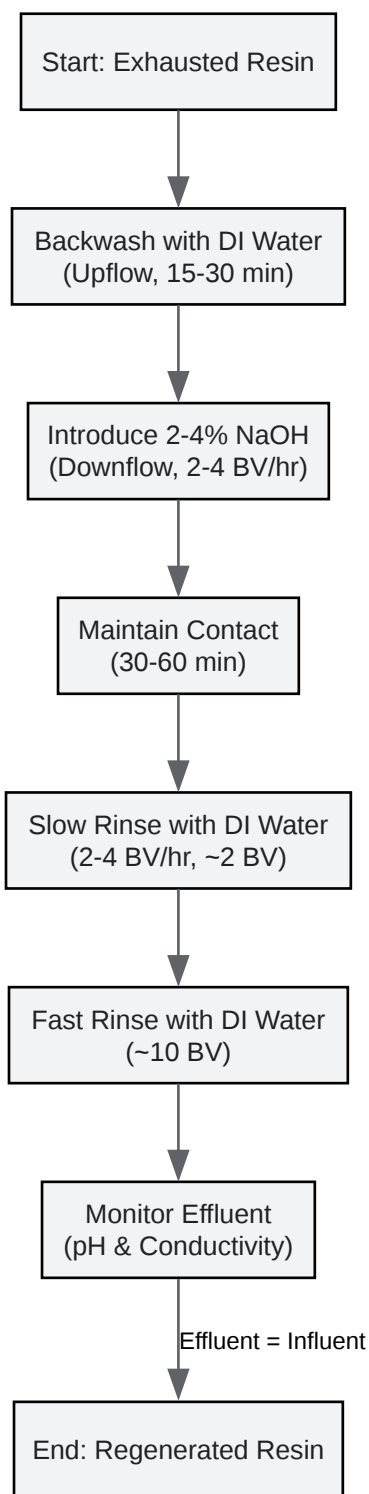 Start: Exhausted Resin
Backwash with DI Water
(Upflow, 15-30 min)
Introduce 2-4% NaOH
(Downflow, 2-4 BV/hr)
Maintain Contact
(30-60 min)
Slow Rinse with DI Water
(2-4 BV/hr, ~2 BV)
Fast Rinse with DI Water
(~10 BV)
Monitor Effluent
(pH & Conductivity)
Effluent = Influent
End: Regenerated Resin